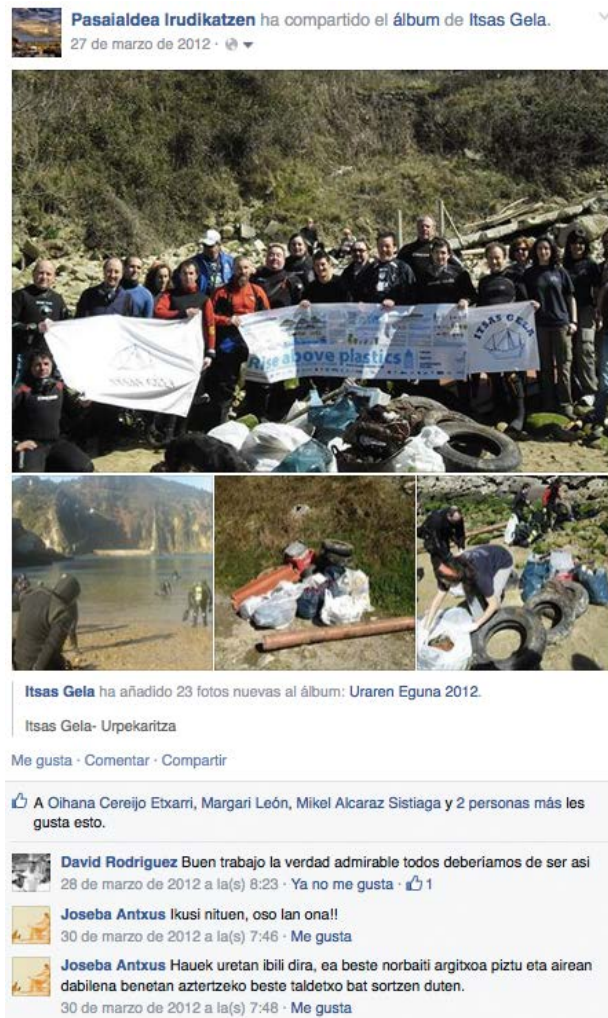 Pasaialdea Irudikatzen ha compartido el álbum de Itsas Gela.
27 de marzo de 2012 ·
ITSAS GELA
Rise above plastics
ITSAS GELA
Itsas Gela ha añadido 23 fotos nuevas al álbum: Uraren Eguna 2012.
Itsas Gela- Urpekaritza
Me gusta · Comentar · Compartir
A Oihana Cereijo Etxarri, Margari León, Mikel Alcaraz Sistiaga y 2 personas más les
gusta esto.
David Rodriguez Buen trabajo la verdad admirable todos deberiamos de ser asi
28 de marzo de 2012 a la(s) 8:23 · Ya no me gusta · 1
Joseba Antxus Ikusi nituen, oso lan ona!!
30 de marzo de 2012 a la(s) 7:46 · Me gusta
Joseba Antxus Hauek uretan ibili dira, ea beste norbaiti argitxoa piztu eta airean
dabilena benetan aztertzeko beste taldetxo bat sortzen duten.
30 de marzo de 2012 a la(s) 7:48 · Me gusta